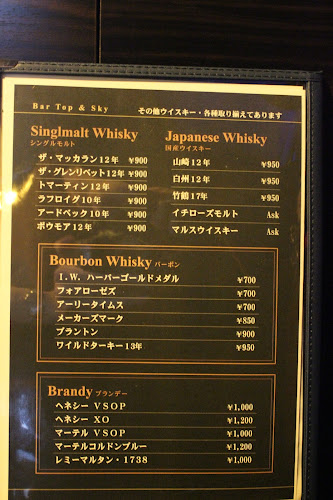 Bar Top & Sky その他ウイスキー・各種取り揃えてあります
Singlmalt Whisky
シングルモルト
ザ・マッカラン12年 ¥900
ザ・グレンリベット12年 ¥900
トマーティン12年 ¥900
ラフロイグ10年 ¥900
アードベック10年 ¥900
ボウモア12年 ¥900
Japanese Whisky
国産ウイスキー
山崎12年 ¥950
白州12年 ¥950
竹鶴17年 ¥950
イチローズモルト Ask
マルスウイスキー Ask
Bourbon Whisky バーボン
I.W. ハーパーゴールドメダル ¥700
フォアローゼズ ¥700
アーリータイムス ¥700
メーカーズマーク ¥850
ブラントン ¥900
ワイルドターキー13年 ¥950
Brandy ブランデー
ヘネシー VSOP ¥1,000
ヘネシー XO ¥1,200
マーテル VSOP ¥1,000
マーテルコルドンブルー ¥1,200
レミーマルタン・1738 ¥1,000